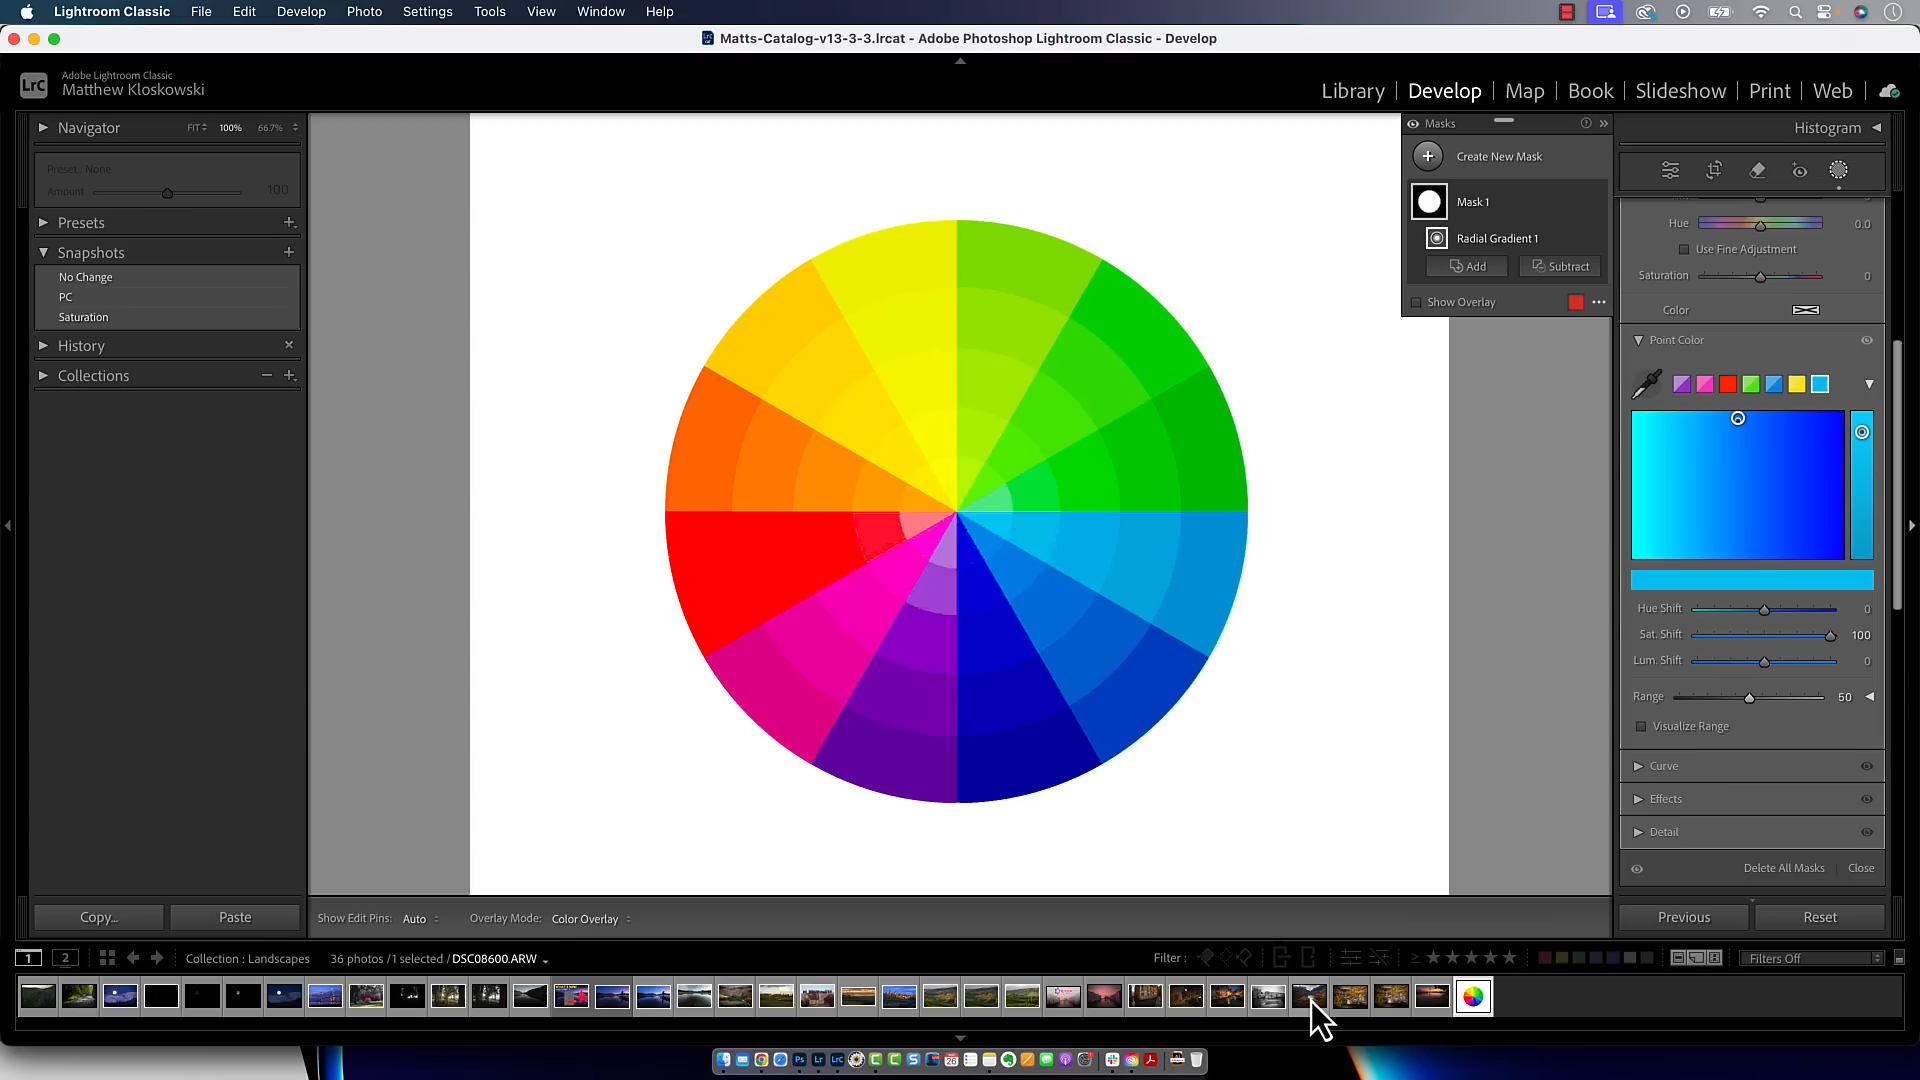 Lightroom Classic File Edit Develop Photo Settings Tools View Window Help
Matts-Catalog-v13-3-3.lrcat - Adobe Photoshop Lightroom Classic - Develop
LrC
Adobe Lightroom Classic
Matthew Kloskowski
Library | Develop | Map | Book | Slideshow | Print | Web
Navigator FIT 100% 66.7%
Preset : None
Amount 100
Presets
Snapshots
No Change
PC
Saturation
History
Collections
Masks
Create New Mask
Mask 1
Radial Gradient 1
Add Subtract
Show Overlay
Histogram
Hue 0.0
Use Fine Adjustment
Saturation 0
Color
Point Color
Hue Shift 0
Sat. Shift 100
Lum. Shift 0
Range 50
Visualize Range
Curve
Effects
Detail
Delete All Masks Close
Copy... Paste
Show Edit Pins: Auto Overlay Mode: Color Overlay
Previous Reset
1 2 Collection : Landscapes 36 photos / 1 selected / DSC08600.ARW Filter : Filters Off